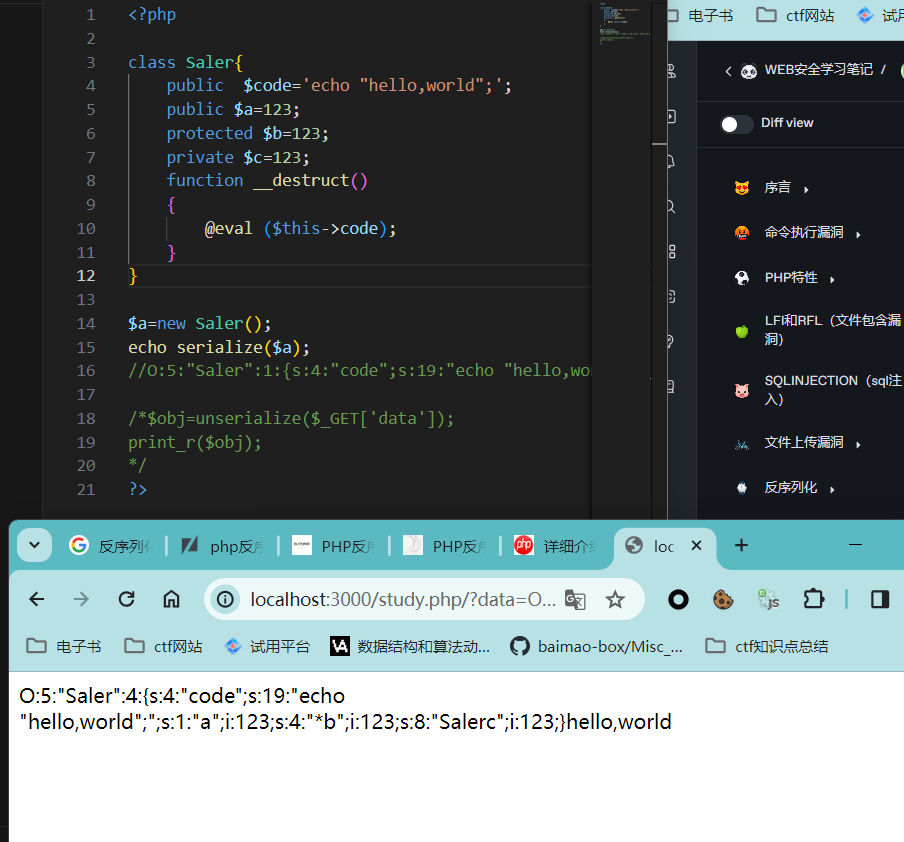 1 <?php
2
3 class Saler{
4 public $code='echo "hello,world";';
5 public $a=123;
6 protected $b=123;
7 private $c=123;
8 function __destruct()
9 {
10 @eval ($this->code);
11 }
12 }
13
14 $a=new Saler();
15 echo serialize($a);
16 //O:5:"Saler":1:{s:4:"code";s:19:"echo "hello,wo
17
18 /*$obj=unserialize($_GET['data']);
19 print_r($obj);
20 */
21 ?>
电子书 ctf网站 试用
WEB安全学习笔记 /
Diff view
序言
命令执行漏洞
PHP特性
LFI和RFL（文件包含漏
洞）
SQLINJECTION（sql注
入）
文件上传漏洞
反序列化
反序列化 php反序 PHP反序 PHP反序 详细介绍 loc
localhost:3000/study.php/?data=O...
电子书 ctf网站 试用平台 数据结构和算法动... baimao-box/Misc_... ctf知识点总结
O:5:"Saler":4:{s:4:"code";s:19:"echo
"hello,world";";s:1:"a";i:123;s:4:"*b";i:123;s:8:"Salerc";i:123;}hello,world